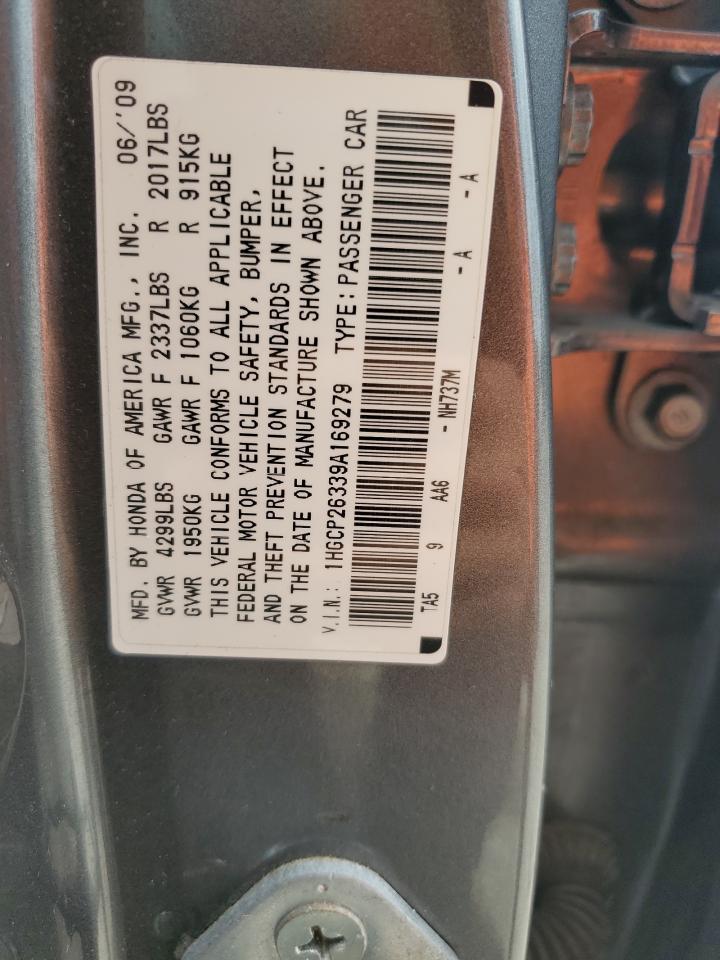 MFD. BY HONDA OF AMERICA MFG., INC. 06/'09
GVWR 4299LBS GAWR F 2337LBS R 2017LBS
GVWR 1950KG GAWR F 1060KG R 915KG
THIS VEHICLE CONFORMS TO ALL APPLICABLE
FEDERAL MOTOR VEHICLE SAFETY, BUMPER,
AND THEFT PREVENTION STANDARDS IN EFFECT
ON THE DATE OF MANUFACTURE SHOWN ABOVE.
V.I.N.: 1HGCP26339A169279 TYPE: PASSENGER CAR
TA5 9 AA6 - NH737M - A - A